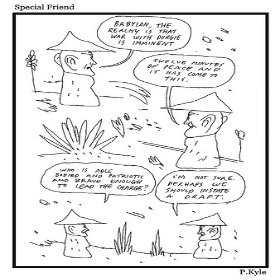 Special Friend
BABYLON, THE
REALITY IS THAT
WAR WITH DURGIE
IS IMMINENT
TWELVE MINUTES
OF PEACE AND
IT HAS COME TO
THIS.
WHO IS ABLE
BODIED AND PATRIOTIC
AND BRAVE ENOUGH
TO LEAD THE CHARGE?
I'M NOT SURE.
PERHAPS WE
SHOULD INSTATE
A DRAFT.
P.Kyle